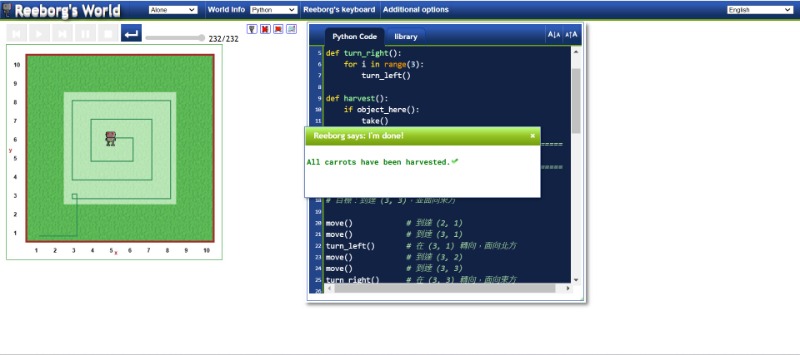 Reeborg's World
Alone
World Info
Python
Reeborg's keyboard
Additional options
English
232/232
10
9
8
7
6
y
5
4
3
2
1
1 2 3 4 5 6 7 8 9 10
x
Python Code
library
5 def turn_right():
6 for i in range(3):
7 turn_left()
8
9 def harvest():
10 if object_here():
11 take()
Reeborg says: I'm done!
×
All carrots have been harvested.
# 目標：到達 (3, 3)，並面向東方
19
20 move() # 到達 (2, 1)
21 move() # 到達 (3, 1)
22 turn_left() # 在 (3, 1) 轉向，面向北方
23 move() # 到達 (3, 2)
24 move() # 到達 (3, 3)
25 turn_right() # 在 (3, 3) 轉向，面向東方
26